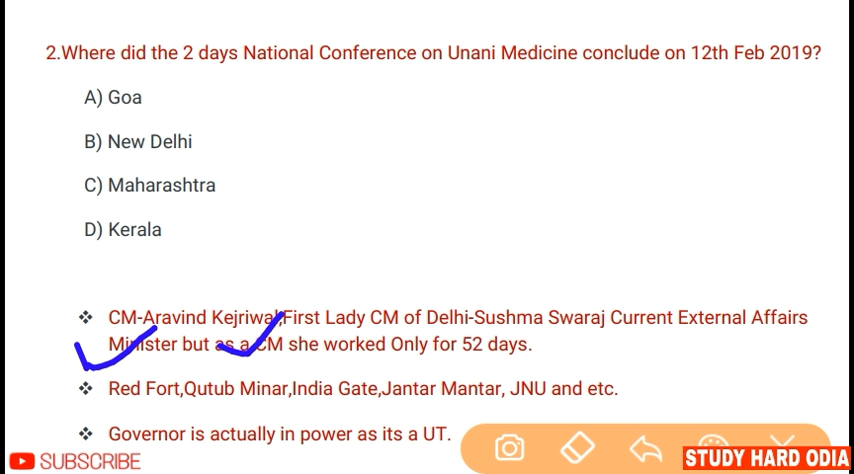 2.Where did the 2 days National Conference on Unani Medicine conclude on 12th Feb 2019?
A) Goa
B) New Delhi
C) Maharashtra
D) Kerala
❖ CM-Aravind Kejriwal,First Lady CM of Delhi-Sushma Swaraj Current External Affairs
Minister but as a CM she worked Only for 52 days.
❖ Red Fort,Qutub Minar,India Gate,Jantar Mantar, JNU and etc.
❖ Governor is actually in power as its a UT.
SUBSCRIBE
STUDY HARD ODIA